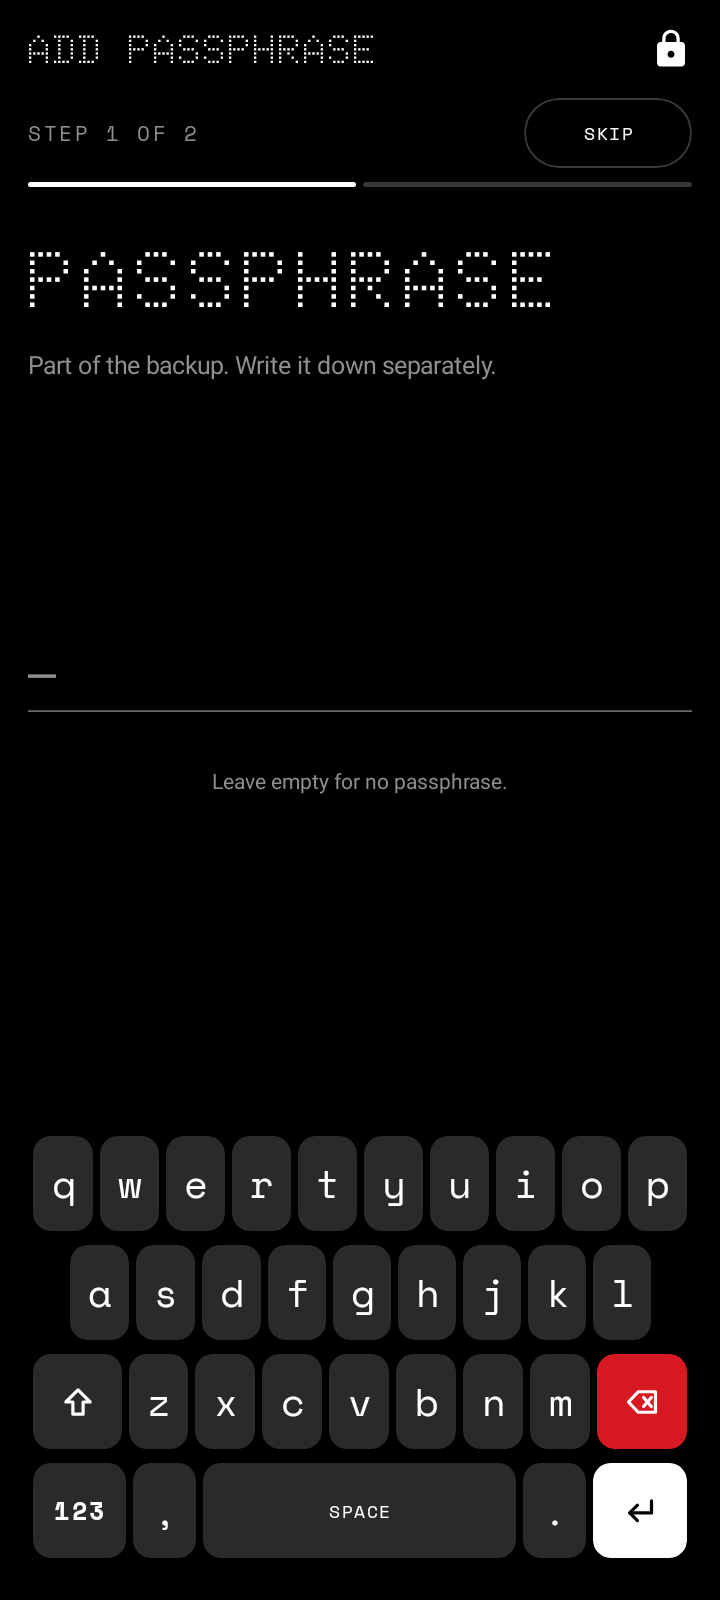 ADD PASSPHRASE
STEP 1 OF 2
SKIP
PASSPHRASE
Part of the backup. Write it down separately.
Leave empty for no passphrase.
q w e r t y u i o p
a s d f g h j k l
z x c v b n m
123 , SPACE .